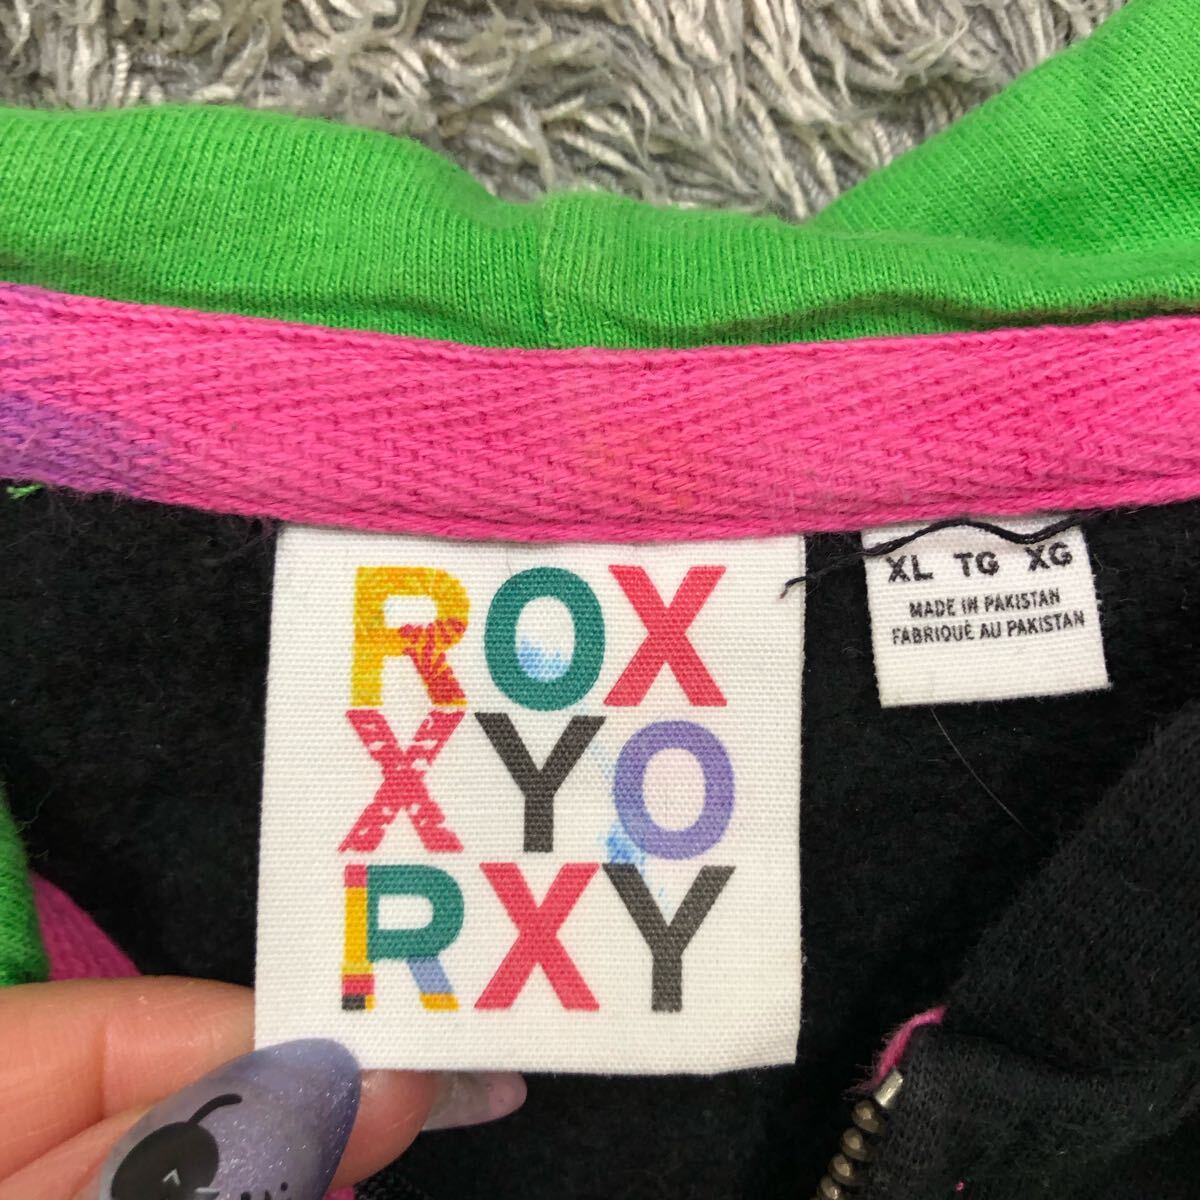 ROX
XYO
RXY
XL TG XG
MADE IN PAKISTAN
FABRIQUÉ AU PAKISTAN